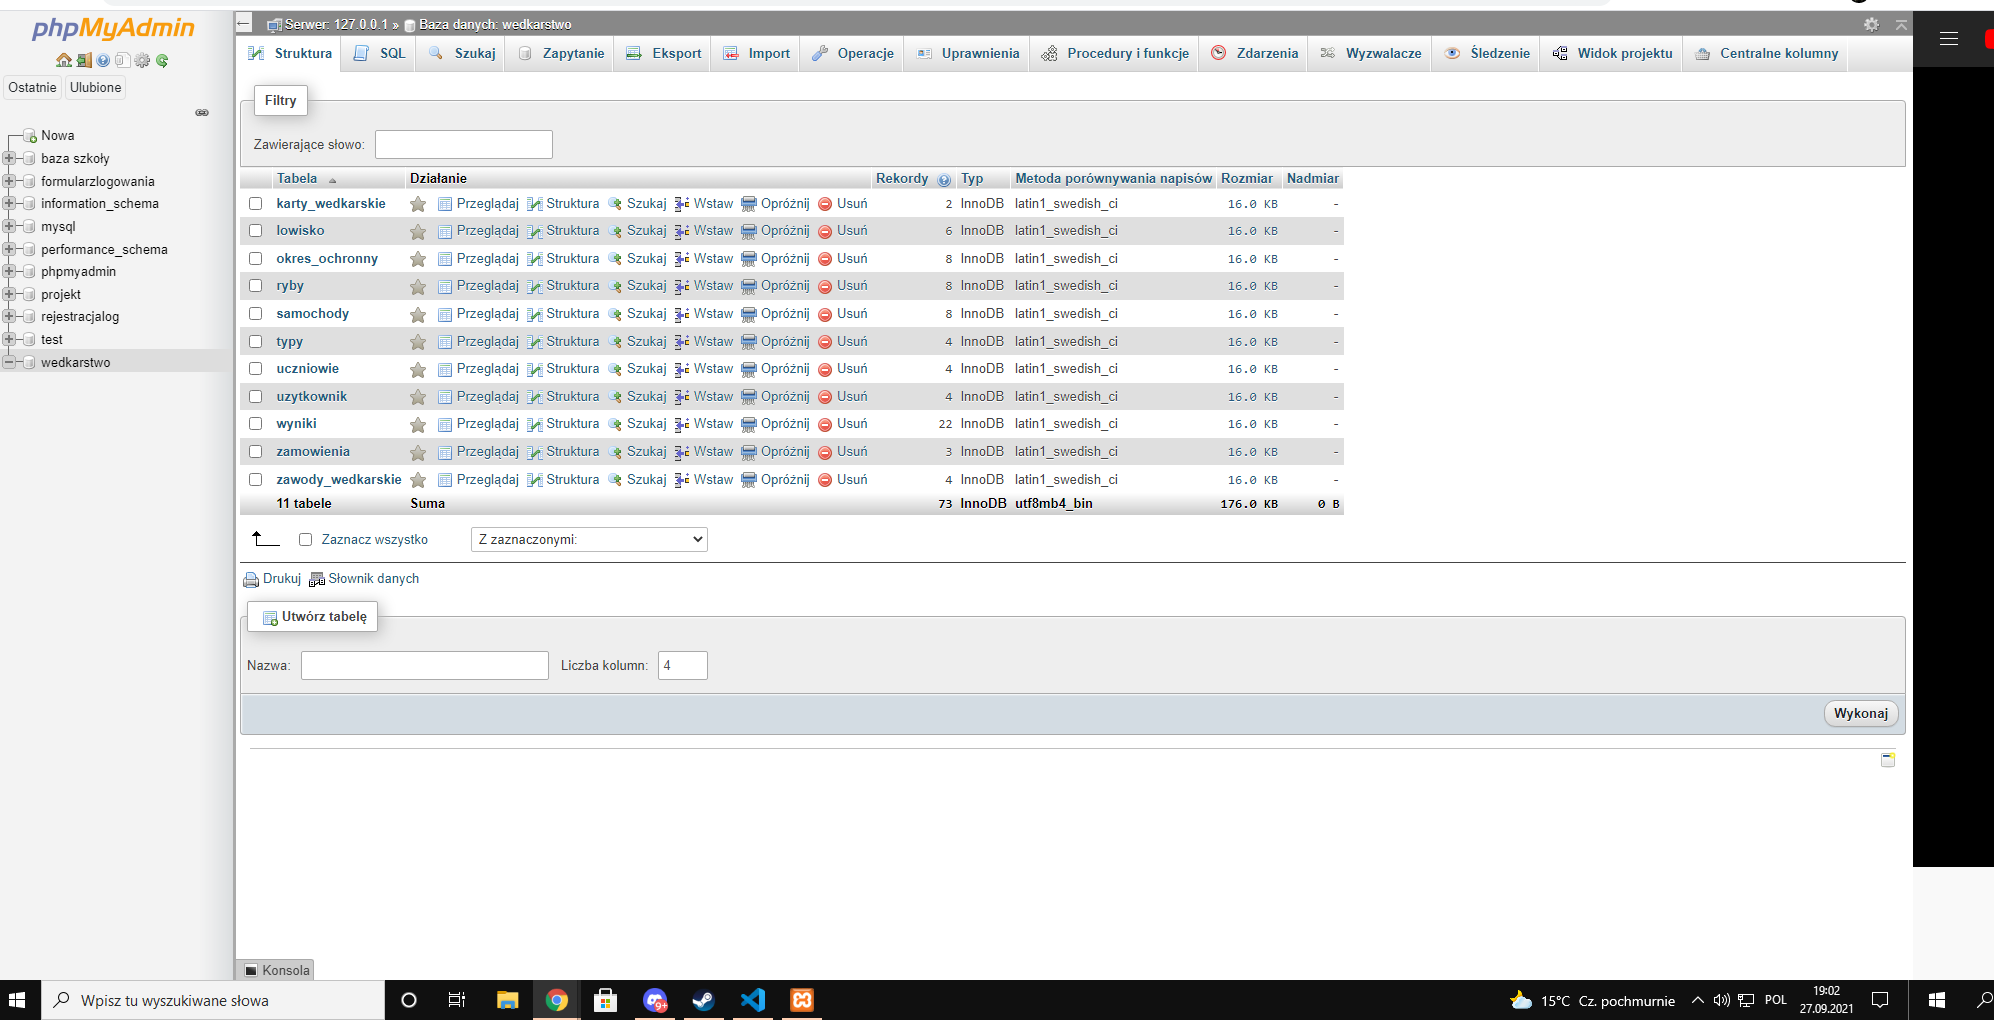 phpMyAdmin
Ostatnie Ulubione
Nowa
baza szkoły
formularzlogowania
information_schema
mysql
performance_schema
phpmyadmin
projekt
rejestracjalog
test
wedkarstwo
Serwer: 127.0.0.1 » Baza danych: wedkarstwo
Struktura SQL Szukaj Zapytanie Eksport Import Operacje Uprawnienia Procedury i funkcje Zdarzenia Wyzwalacze Śledzenie Widok projektu Centralne kolumny
Filtry
Zawierające słowo:
Tabela Działanie Rekordy Typ Metoda porównywania napisów Rozmiar Nadmiar
karty_wedkarskie Przeglądaj Struktura Szukaj Wstaw Opróżnij Usuń 2 InnoDB latin1_swedish_ci 16.0 KB -
lowisko Przeglądaj Struktura Szukaj Wstaw Opróżnij Usuń 6 InnoDB latin1_swedish_ci 16.0 KB -
okres_ochronny Przeglądaj Struktura Szukaj Wstaw Opróżnij Usuń 8 InnoDB latin1_swedish_ci 16.0 KB -
ryby Przeglądaj Struktura Szukaj Wstaw Opróżnij Usuń 8 InnoDB latin1_swedish_ci 16.0 KB -
samochody Przeglądaj Struktura Szukaj Wstaw Opróżnij Usuń 8 InnoDB latin1_swedish_ci 16.0 KB -
typy Przeglądaj Struktura Szukaj Wstaw Opróżnij Usuń 4 InnoDB latin1_swedish_ci 16.0 KB -
uczniowie Przeglądaj Struktura Szukaj Wstaw Opróżnij Usuń 4 InnoDB latin1_swedish_ci 16.0 KB -
uzytkownik Przeglądaj Struktura Szukaj Wstaw Opróżnij Usuń 4 InnoDB latin1_swedish_ci 16.0 KB -
wyniki Przeglądaj Struktura Szukaj Wstaw Opróżnij Usuń 22 InnoDB latin1_swedish_ci 16.0 KB -
zamowienia Przeglądaj Struktura Szukaj Wstaw Opróżnij Usuń 3 InnoDB latin1_swedish_ci 16.0 KB -
zawody_wedkarskie Przeglądaj Struktura Szukaj Wstaw Opróżnij Usuń 4 InnoDB latin1_swedish_ci 16.0 KB -
11 tabele Suma 73 InnoDB utf8mb4_bin 176.0 KB 0 B
Zaznacz wszystko Z zaznaczonymi:
Drukuj Słownik danych
Utwórz tabelę
Nazwa: Liczba kolumn: 4
Wykonaj
Konsola
Wpisz tu wyszukiwane słowa 9+ 15°C Cz. pochmurnie POL 19:02
27.09.2021